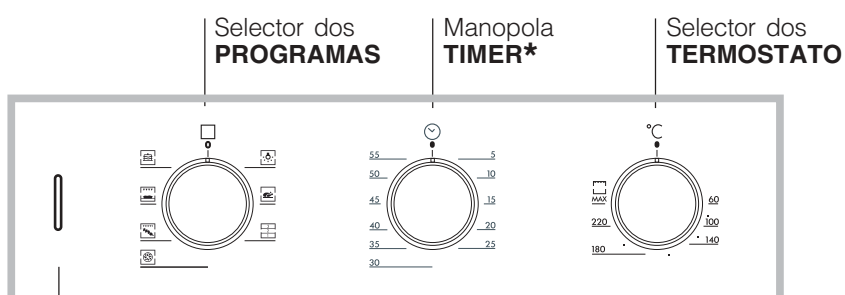 Selector dos
PROGRAMAS
Manopola
TIMER*
Selector dos
TERMOSTATO
°C
55 5
50 10
45 15
40 20
35 25
30
MAX 60
220 100
140
180